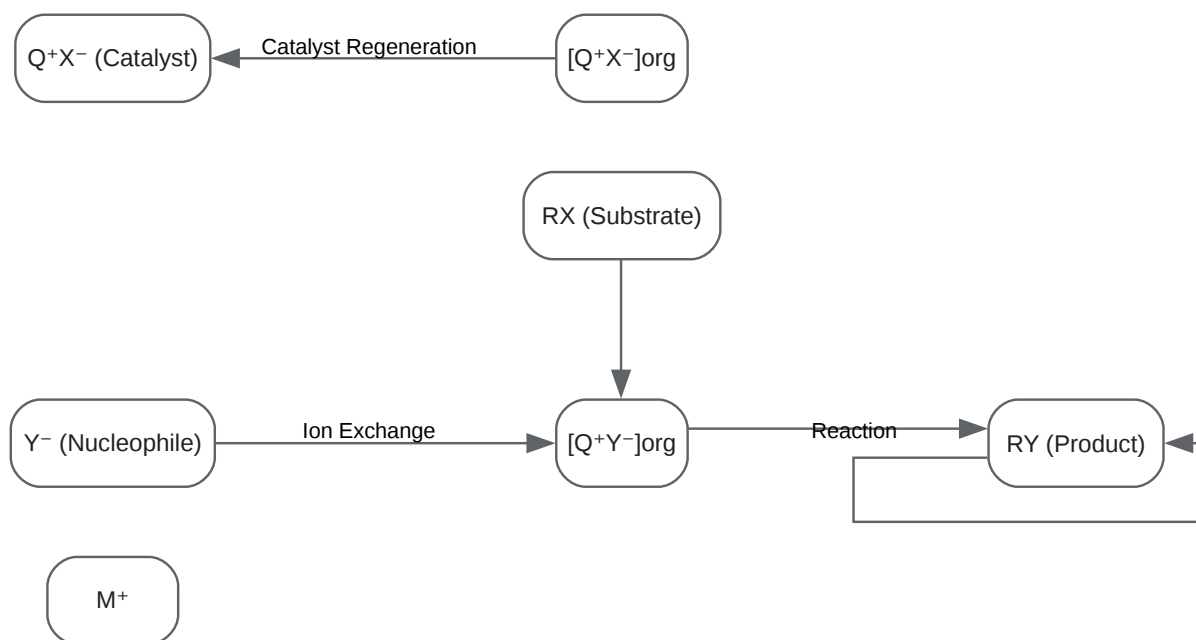 Q⁺X⁻ (Catalyst)
Catalyst Regeneration
[Q⁺X⁻]org
RX (Substrate)
Y⁻ (Nucleophile)
Ion Exchange
[Q⁺Y⁻]org
Reaction
RY (Product)
M⁺